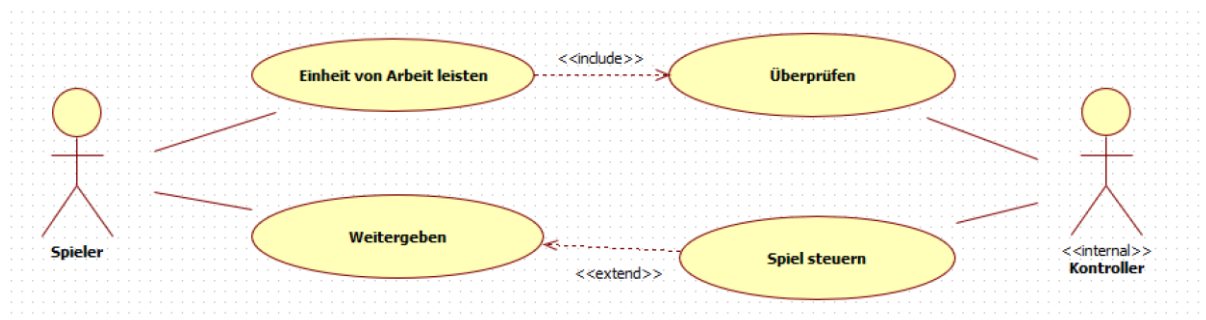 <<include>>
Einheit von Arbeit leisten
Überprüfen
Spieler
Weitergeben
<<extend>>
Spiel steuern
<<internal>>
Kontroller